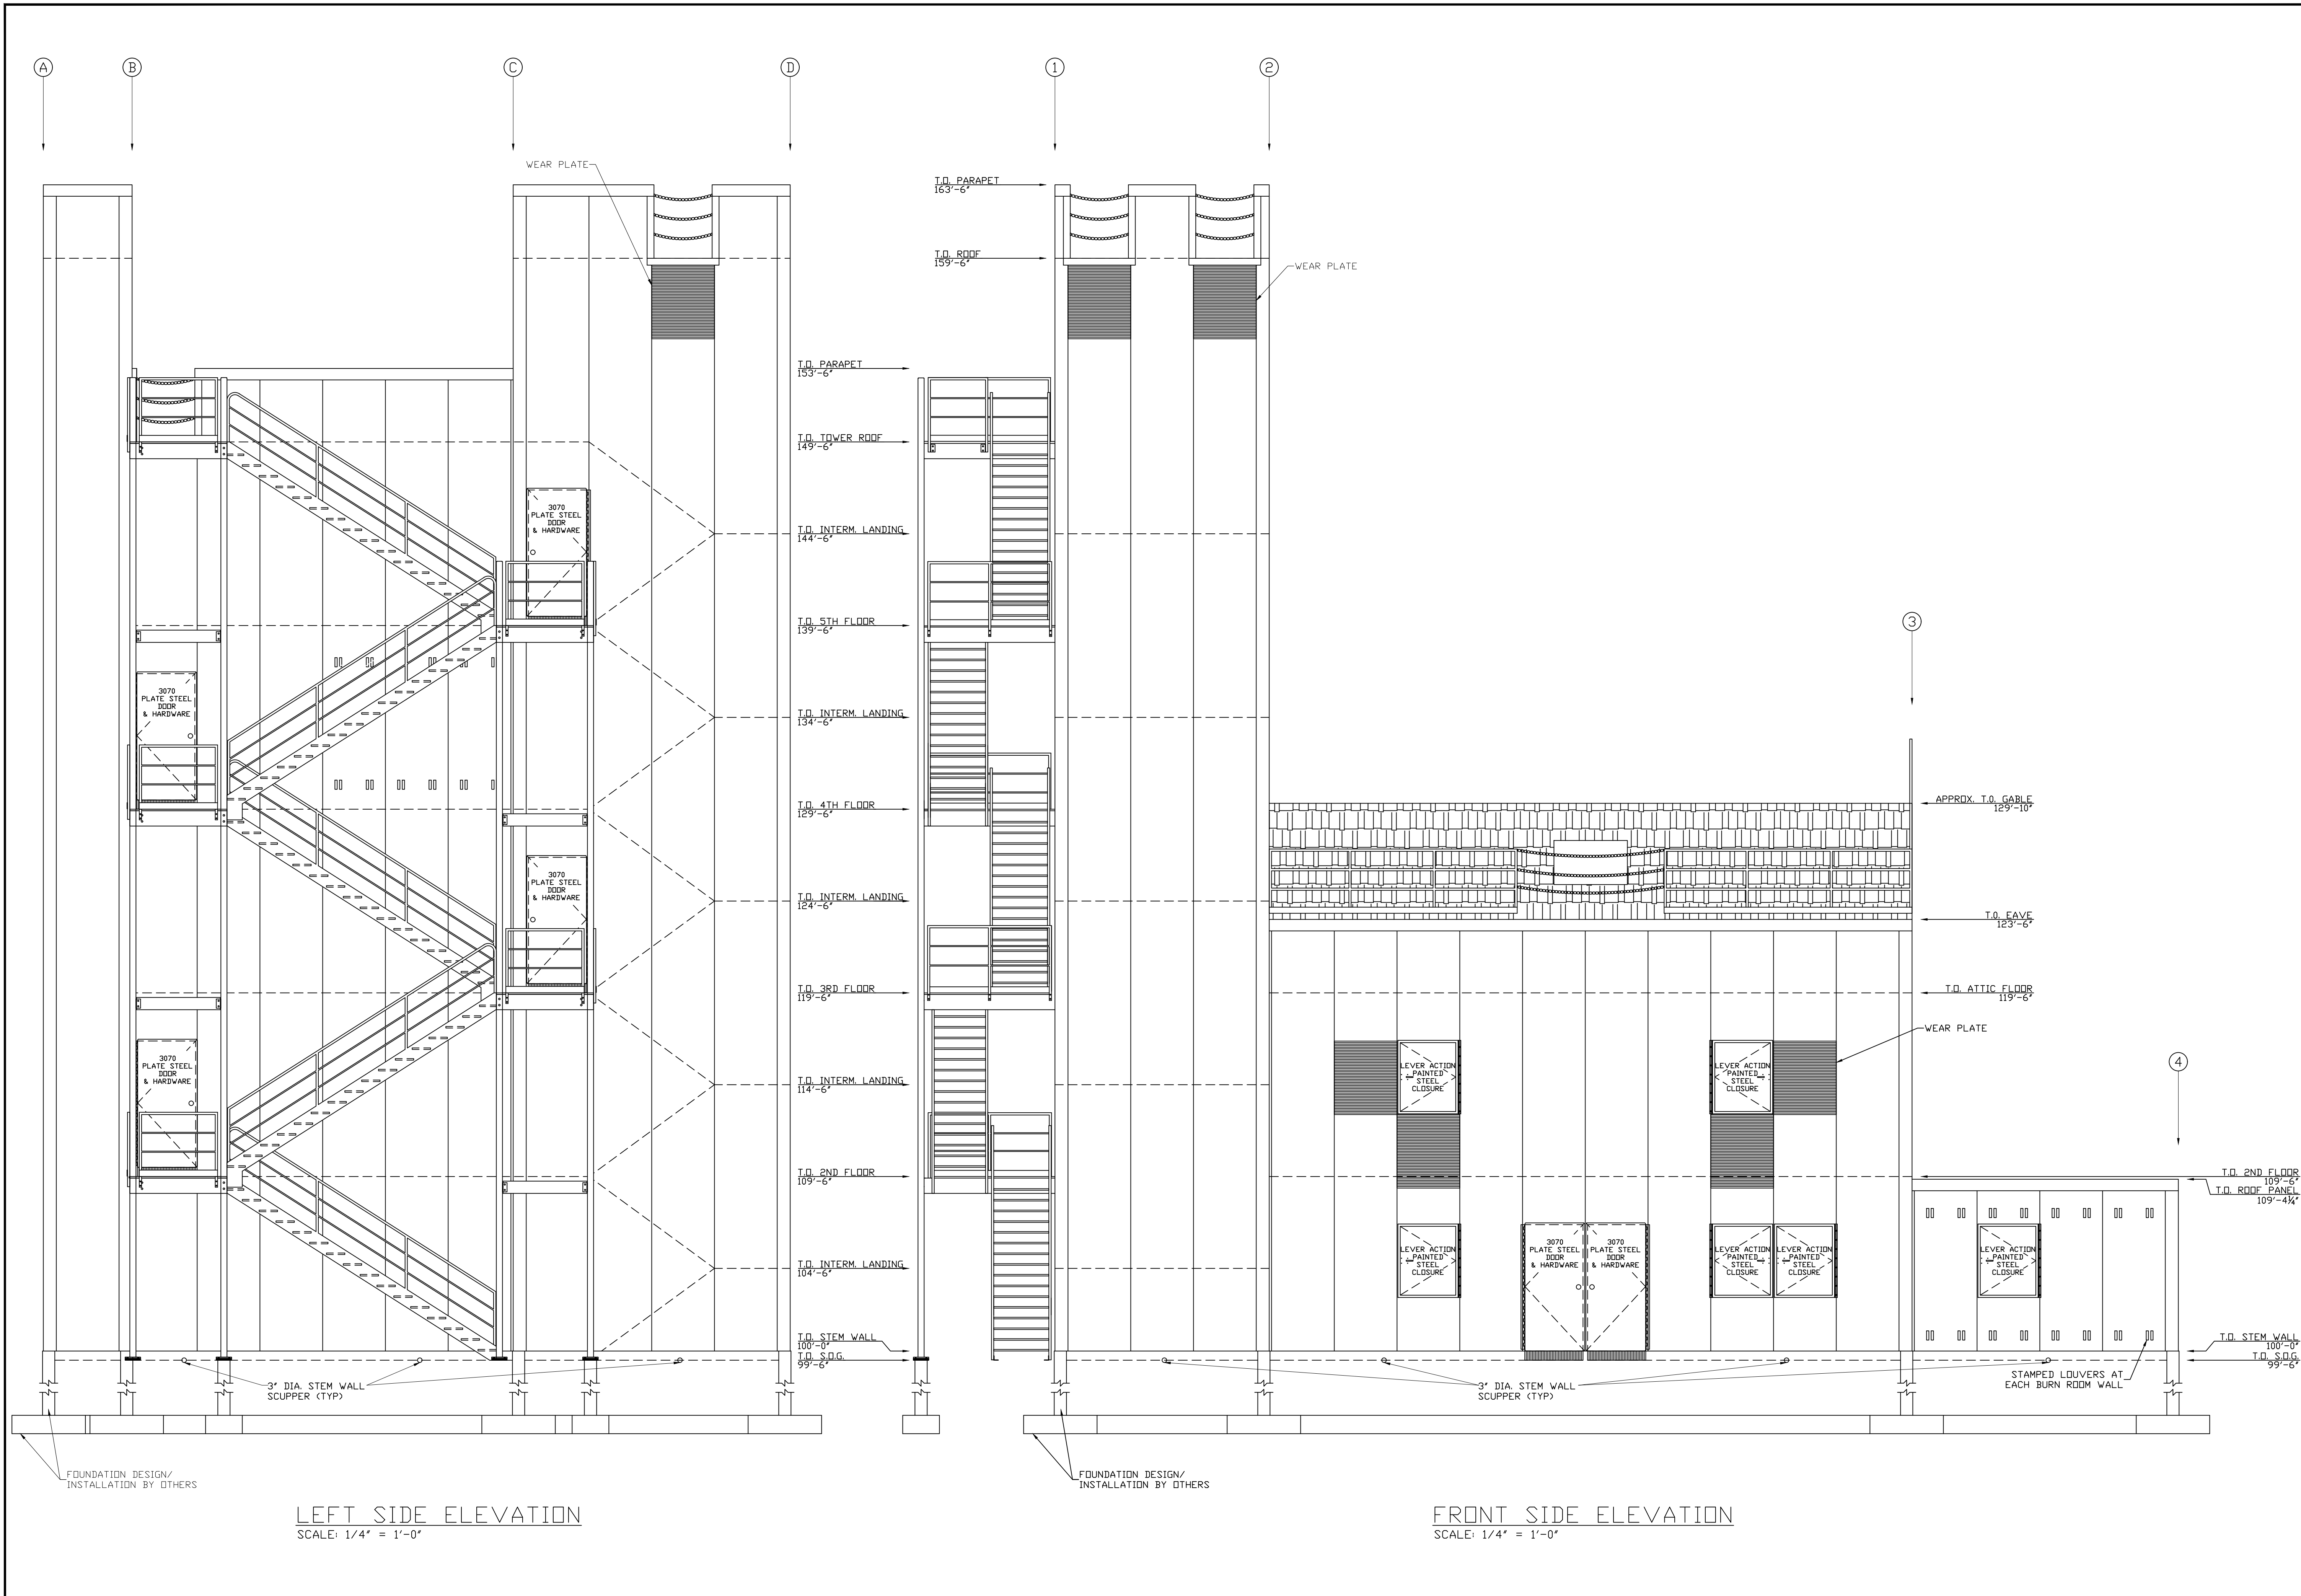 A
B
C
D
1
2
WEAR PLATE
T.O. PARAPET
163'-6"
T.O. ROOF
159'-6"
WEAR PLATE
T.O. PARAPET
153'-6"
T.O. TOWER ROOF
149'-6"
3070
PLATE STEEL
DOOR
& HARDWARE
T.O. INTERM. LANDING
144'-6"
T.O. 5TH FLOOR
139'-6"
3
3070
PLATE STEEL
DOOR
& HARDWARE
T.O. INTERM. LANDING
134'-6"
T.O. 4TH FLOOR
129'-6"
APPROX. T.O. GABLE
129'-10"
3070
PLATE STEEL
DOOR
& HARDWARE
T.O. INTERM. LANDING
124'-6"
T.O. EAVE
123'-6"
T.O. 3RD FLOOR
119'-6"
T.O. ATTIC FLOOR
119'-6"
WEAR PLATE
3070
PLATE STEEL
DOOR
& HARDWARE
LEVER ACTION
PAINTED
STEEL
CLOSURE
LEVER ACTION
PAINTED
STEEL
CLOSURE
4
T.O. INTERM. LANDING
114'-6"
T.O. 2ND FLOOR
109'-6"
T.O. 2ND FLOOR
109'-6"
T.O. ROOF PANEL
109'-4¼"
LEVER ACTION
PAINTED
STEEL
CLOSURE
3070
PLATE STEEL
DOOR
& HARDWARE
3070
PLATE STEEL
DOOR
& HARDWARE
LEVER ACTION
PAINTED
STEEL
CLOSURE
LEVER ACTION
PAINTED
STEEL
CLOSURE
LEVER ACTION
PAINTED
STEEL
CLOSURE
T.O. INTERM. LANDING
104'-6"
T.O. STEM WALL
100'-0"
T.O. S.O.G.
99'-6"
T.O. STEM WALL
100'-0"
T.O. S.O.G.
99'-6"
3" DIA. STEM WALL
SCUPPER (TYP)
3" DIA. STEM WALL
SCUPPER (TYP)
STAMPED LOUVERS AT
EACH BURN ROOM WALL
FOUNDATION DESIGN/
INSTALLATION BY OTHERS
FOUNDATION DESIGN/
INSTALLATION BY OTHERS
LEFT SIDE ELEVATION
SCALE: 1/4" = 1'-0"
FRONT SIDE ELEVATION
SCALE: 1/4" = 1'-0"